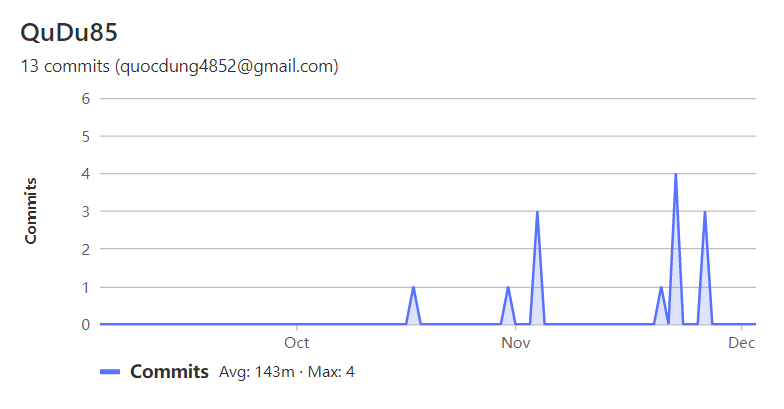 QuDu85
13 commits (quocdung4852@gmail.com)
6
5
4
3
2
1
0
Commits
Oct Nov Dec
Commits Avg: 143m · Max: 4